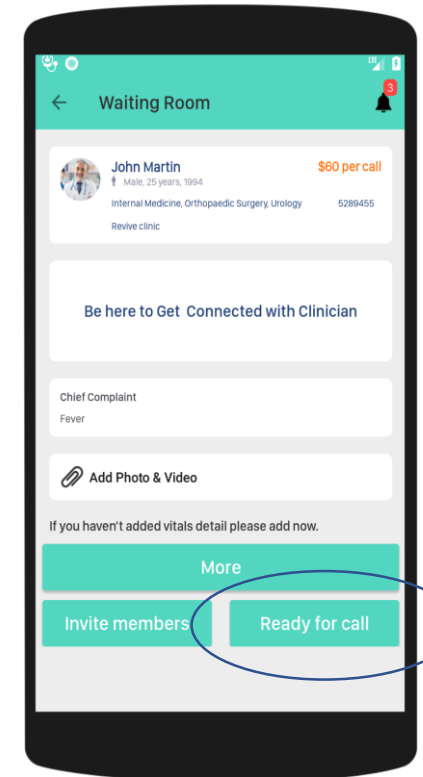 LTE
Waiting Room
3
John Martin $60 per call
Male, 25 years, 1994
Internal Medicine, Orthopaedic Surgery, Urology 5289455
Revive clinic
Be here to Get Connected with Clinician
Chief Complaint
Fever
Add Photo & Video
If you haven't added vitals detail please add now.
More
Invite members Ready for call